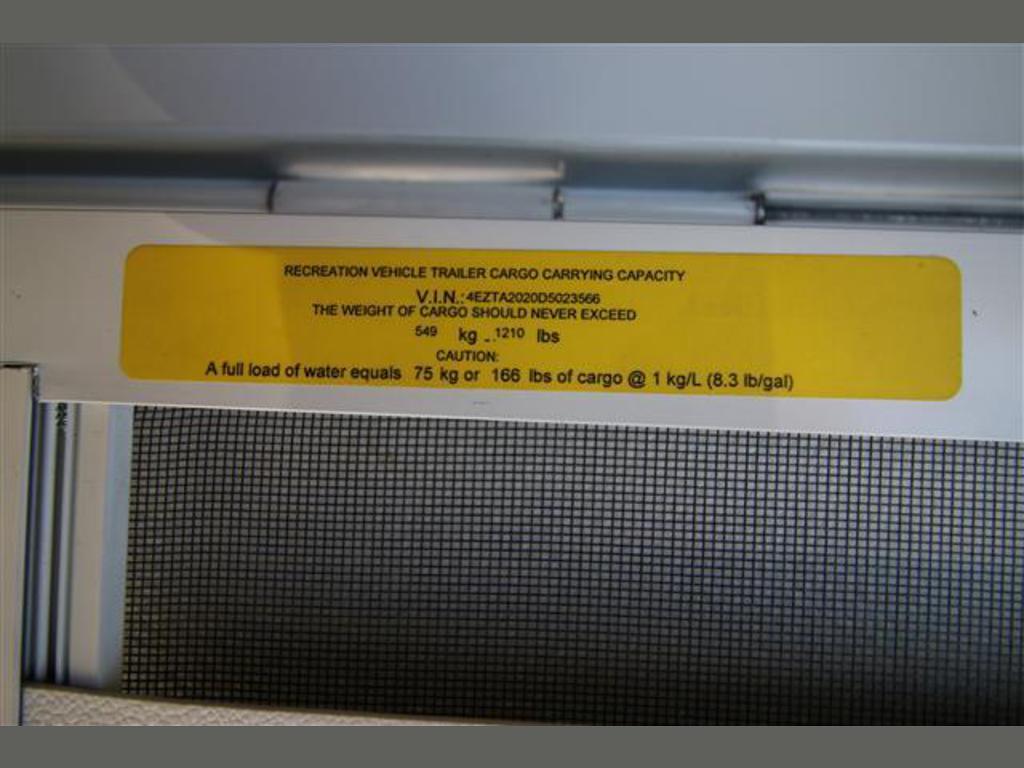 RECREATION VEHICLE TRAILER CARGO CARRYING CAPACITY
V.I.N.: 4EZTA2020D5023566
THE WEIGHT OF CARGO SHOULD NEVER EXCEED
549 kg - 1210 lbs
CAUTION:
A full load of water equals 75 kg or 166 lbs of cargo @ 1 kg/L (8.3 lb/gal)